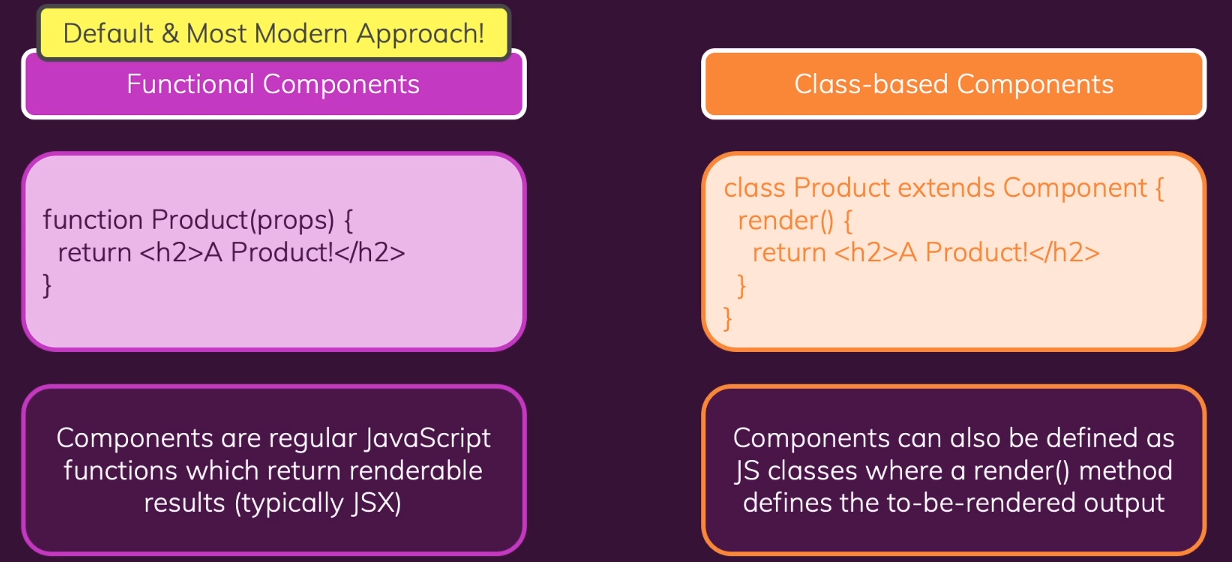 Default & Most Modern Approach!
Functional Components
function Product(props) {
  return <h2>A Product!</h2>
}
Components are regular JavaScript
functions which return renderable
results (typically JSX)
Class-based Components
class Product extends Component {
  render() {
    return <h2>A Product!</h2>
  }
}
Components can also be defined as
JS classes where a render() method
defines the to-be-rendered output